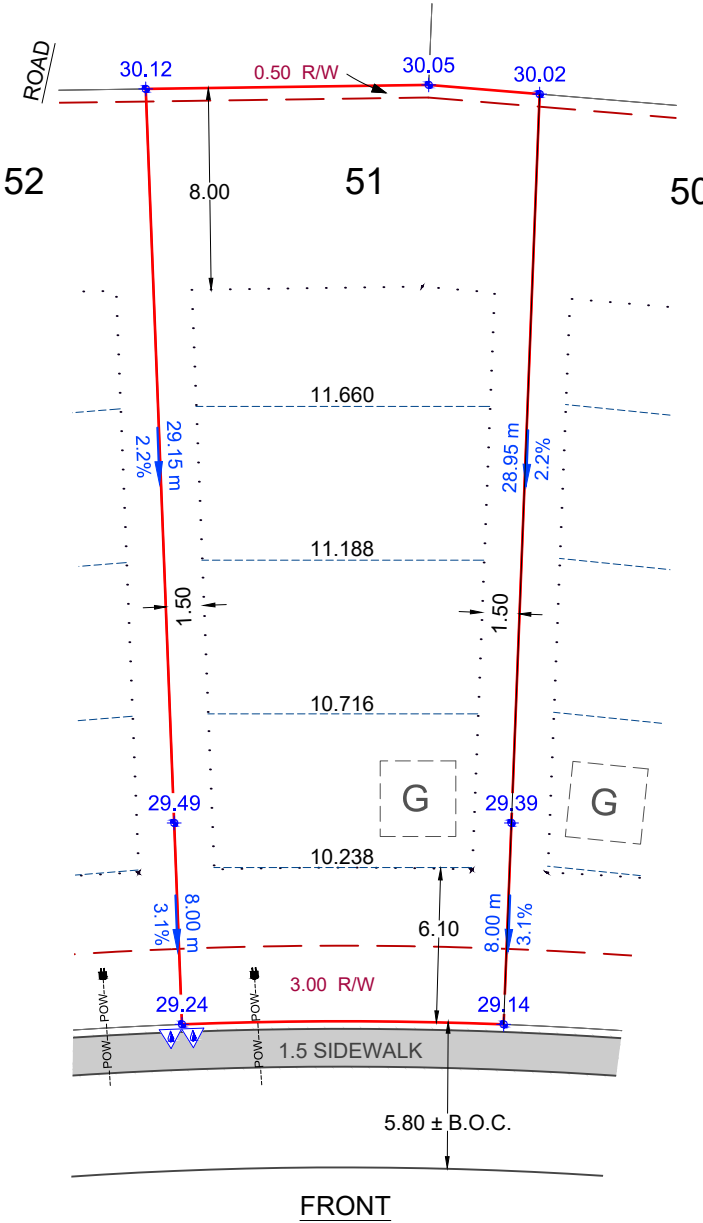 ROAD
30.12
0.50 R/W
30.05
30.02
52
8.00
51
11.660
29.15 m
2.2%
28.95 m
2.2%
11.188
1.50
1.50
10.716
29.49
G
29.39
G
10.238
8.00 m
3.1%
6.10
8.00 m
3.1%
3.00 R/W
29.24
29.14
POW
POW
POW
POW
1.5 SIDEWALK
5.80 ± B.O.C.
FRONT